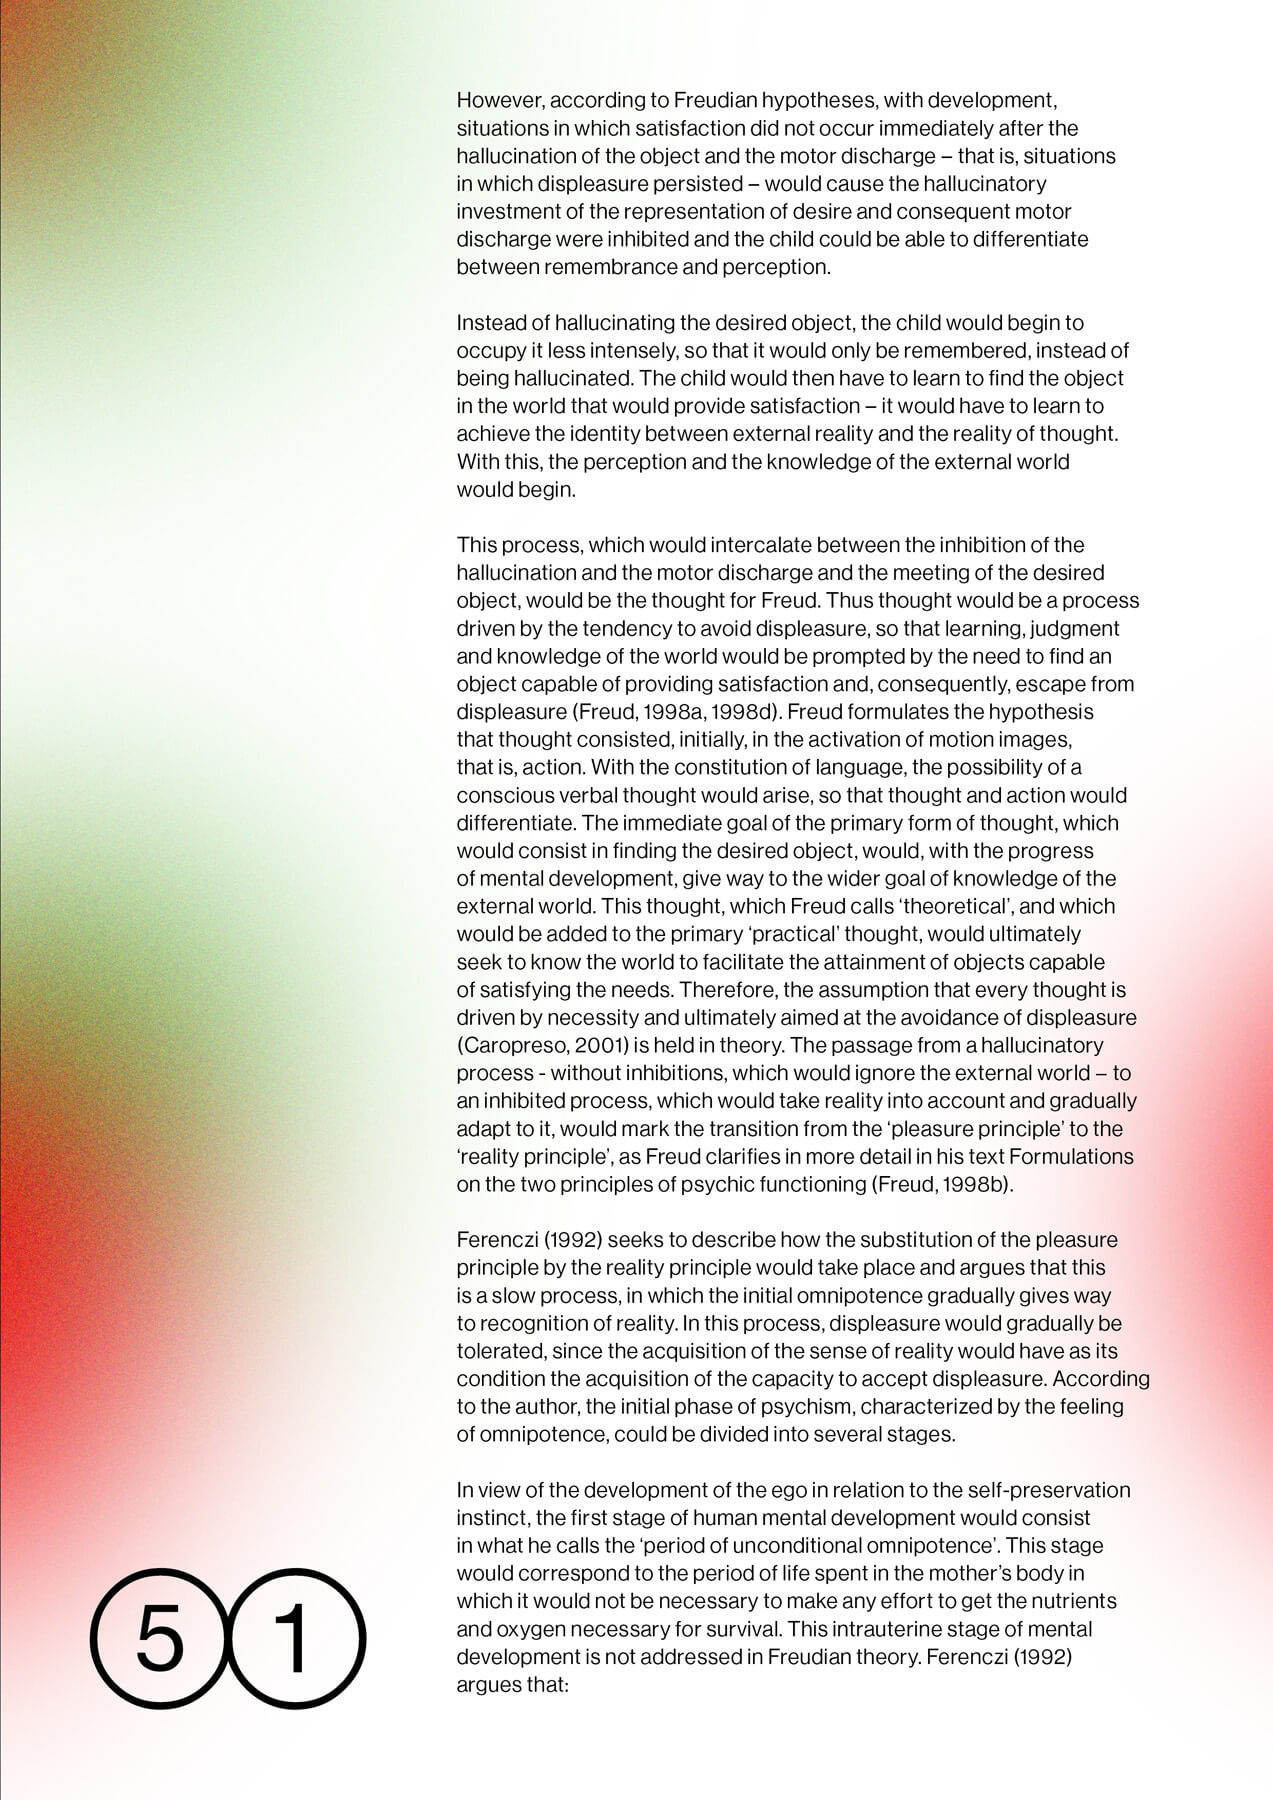 However, according to Freudian hypotheses, with development,
situations in which satisfaction did not occur immediately after the
hallucination of the object and the motor discharge – that is, situations
in which displeasure persisted – would cause the hallucinatory
investment of the representation of desire and consequent motor
discharge were inhibited and the child could be able to differentiate
between remembrance and perception.
Instead of hallucinating the desired object, the child would begin to
occupy it less intensely, so that it would only be remembered, instead of
being hallucinated. The child would then have to learn to find the object
in the world that would provide satisfaction – it would have to learn to
achieve the identity between external reality and the reality of thought.
With this, the perception and the knowledge of the external world
would begin.
This process, which would intercalate between the inhibition of the
hallucination and the motor discharge and the meeting of the desired
object, would be the thought for Freud. Thus thought would be a process
driven by the tendency to avoid displeasure, so that learning, judgment
and knowledge of the world would be prompted by the need to find an
object capable of providing satisfaction and, consequently, escape from
displeasure (Freud, 1998a, 1998d). Freud formulates the hypothesis
that thought consisted, initially, in the activation of motion images,
that is, action. With the constitution of language, the possibility of a
conscious verbal thought would arise, so that thought and action would
differentiate. The immediate goal of the primary form of thought, which
would consist in finding the desired object, would, with the progress
of mental development, give way to the wider goal of knowledge of the
external world. This thought, which Freud calls ‘theoretical’, and which
would be added to the primary ‘practical’ thought, would ultimately
seek to know the world to facilitate the attainment of objects capable
of satisfying the needs. Therefore, the assumption that every thought is
driven by necessity and ultimately aimed at the avoidance of displeasure
(Caropreso, 2001) is held in theory. The passage from a hallucinatory
process - without inhibitions, which would ignore the external world – to
an inhibited process, which would take reality into account and gradually
adapt to it, would mark the transition from the ‘pleasure principle’ to the
‘reality principle’, as Freud clarifies in more detail in his text Formulations
on the two principles of psychic functioning (Freud, 1998b).
Ferenczi (1992) seeks to describe how the substitution of the pleasure
principle by the reality principle would take place and argues that this
is a slow process, in which the initial omnipotence gradually gives way
to recognition of reality. In this process, displeasure would gradually be
tolerated, since the acquisition of the sense of reality would have as its
condition the acquisition of the capacity to accept displeasure. According
to the author, the initial phase of psychism, characterized by the feeling
of omnipotence, could be divided into several stages.
In view of the development of the ego in relation to the self-preservation
instinct, the first stage of human mental development would consist
in what he calls the ‘period of unconditional omnipotence’. This stage
would correspond to the period of life spent in the mother’s body in
which it would not be necessary to make any effort to get the nutrients
and oxygen necessary for survival. This intrauterine stage of mental
development is not addressed in Freudian theory. Ferenczi (1992)
argues that:
51